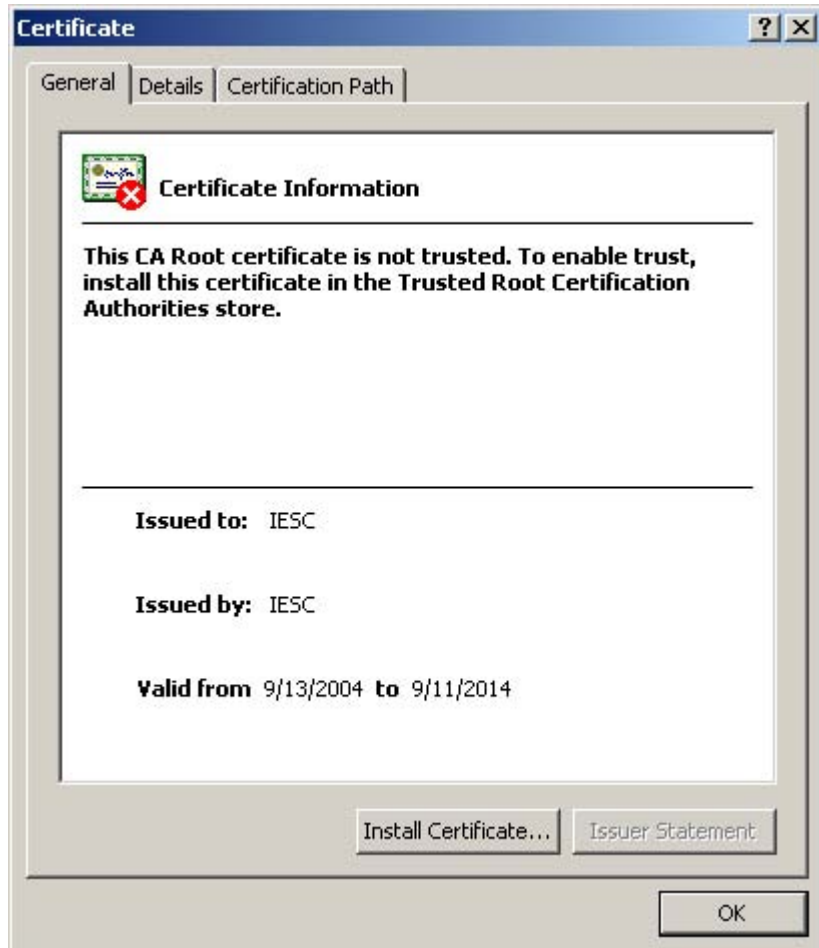 Certificate
General
Details
Certification Path
Certificate Information
This CA Root certificate is not trusted. To enable trust,
install this certificate in the Trusted Root Certification
Authorities store.
Issued to: IESC
Issued by: IESC
Valid from 9/13/2004 to 9/11/2014
Install Certificate...
Issuer Statement
OK